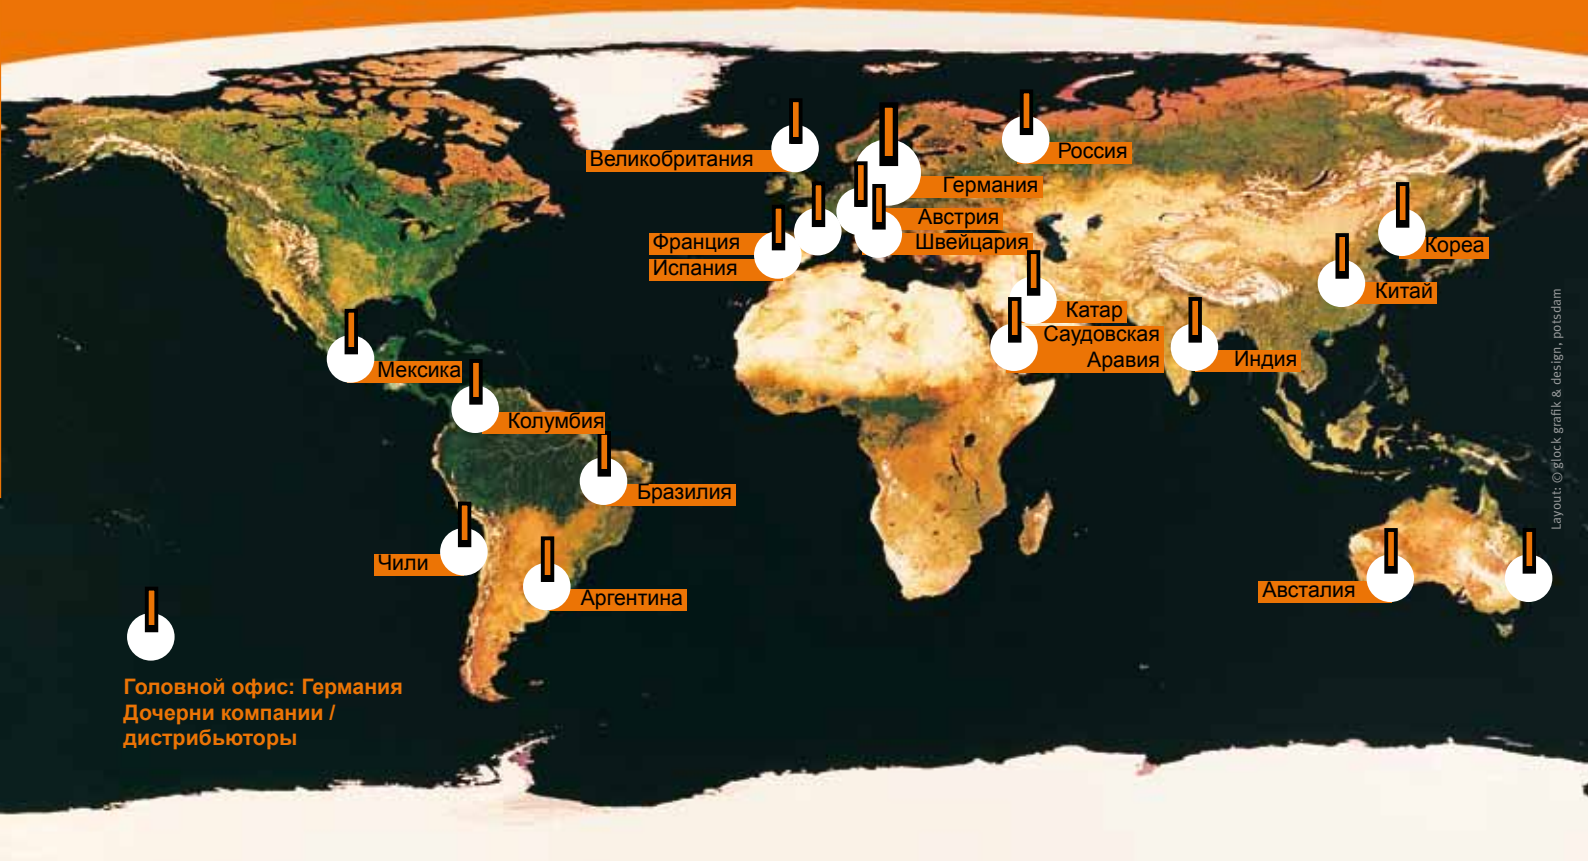 Великобритания
Россия
Германия
Австрия
Франция
Швейцария
Испания
Кореа
Китай
Катар
Саудовская
Аравия
Индия
Мексика
Колумбия
Бразилия
Чили
Аргентина
Австалия
Головной офис: Германия
Дочерни компании /
дистрибьюторы
Layout: © glock grafik & design, potsdam